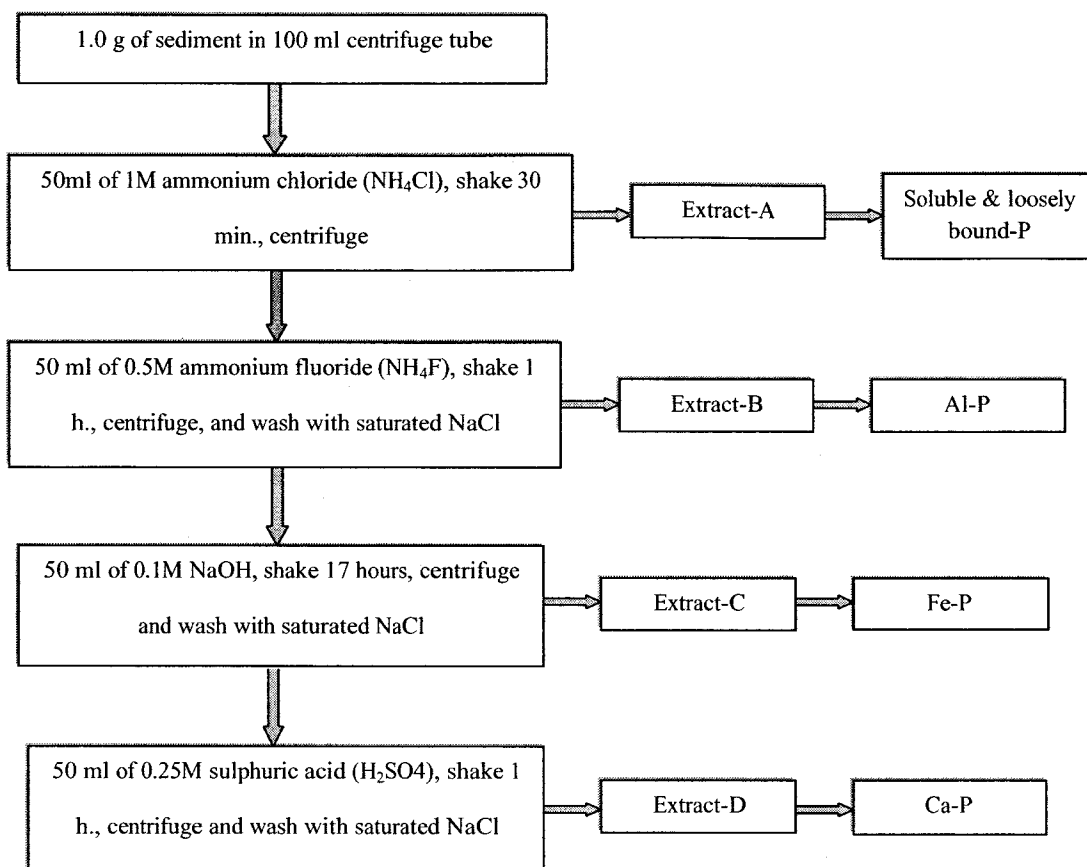 1.0 g of sediment in 100 ml centrifuge tube
50ml of 1M ammonium chloride (NH₄Cl), shake 30
min., centrifuge
Extract-A
Soluble & loosely
bound-P
50 ml of 0.5M ammonium fluoride (NH₄F), shake 1
h., centrifuge, and wash with saturated NaCl
Extract-B
Al-P
50 ml of 0.1M NaOH, shake 17 hours, centrifuge
and wash with saturated NaCl
Extract-C
Fe-P
50 ml of 0.25M sulphuric acid (H₂SO4), shake 1
h., centrifuge and wash with saturated NaCl
Extract-D
Ca-P